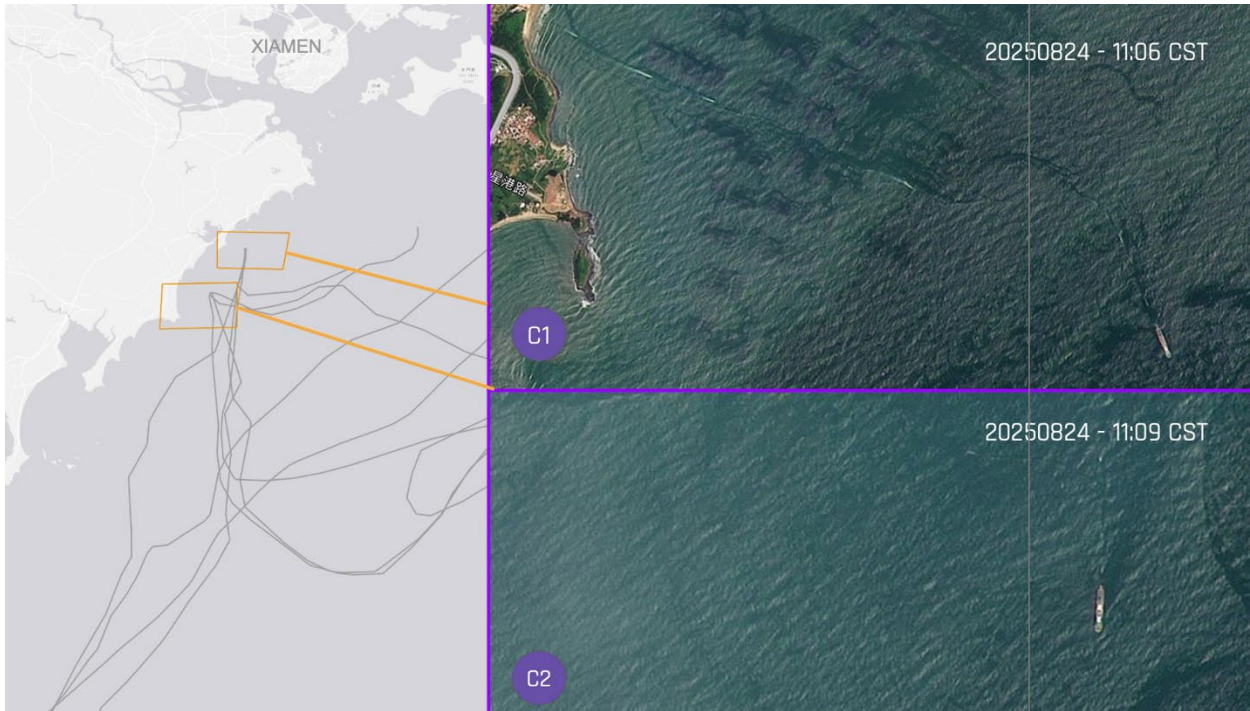 XIAMEN
20250824 - 11:06 CST
星港路
C1
20250824 - 11:09 CST
C2